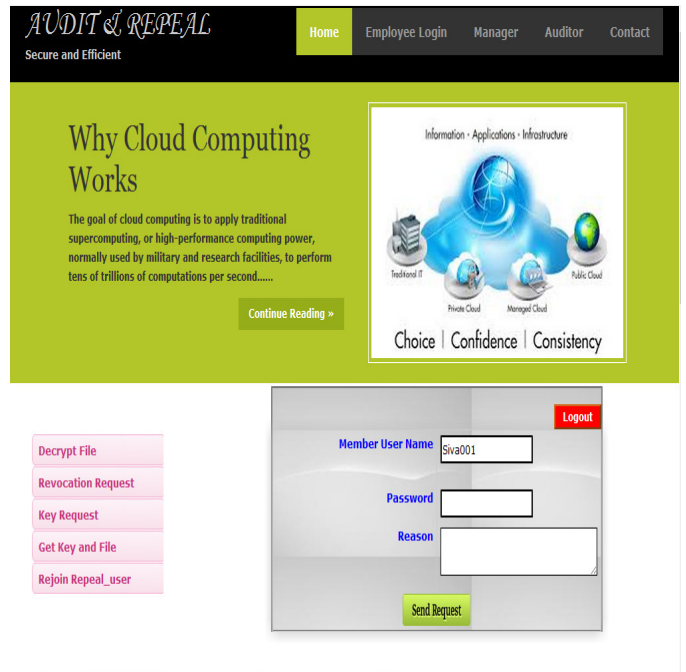 AUDIT & REPEAL
Secure and Efficient
Home Employee Login Manager Auditor Contact
Why Cloud Computing
Works
The goal of cloud computing is to apply traditional
supercomputing, or high-performance computing power,
normally used by military and research facilities, to perform
tens of trillions of computations per second......
Continue Reading »
Information - Applications - Infrastructure
Traditional IT
Private Cloud
Managed Cloud
Public Cloud
Choice | Confidence | Consistency
Decrypt File
Revocation Request
Key Request
Get Key and File
Rejoin Repeal_user
Logout
Member User Name Siva001
Password
Reason
Send Request